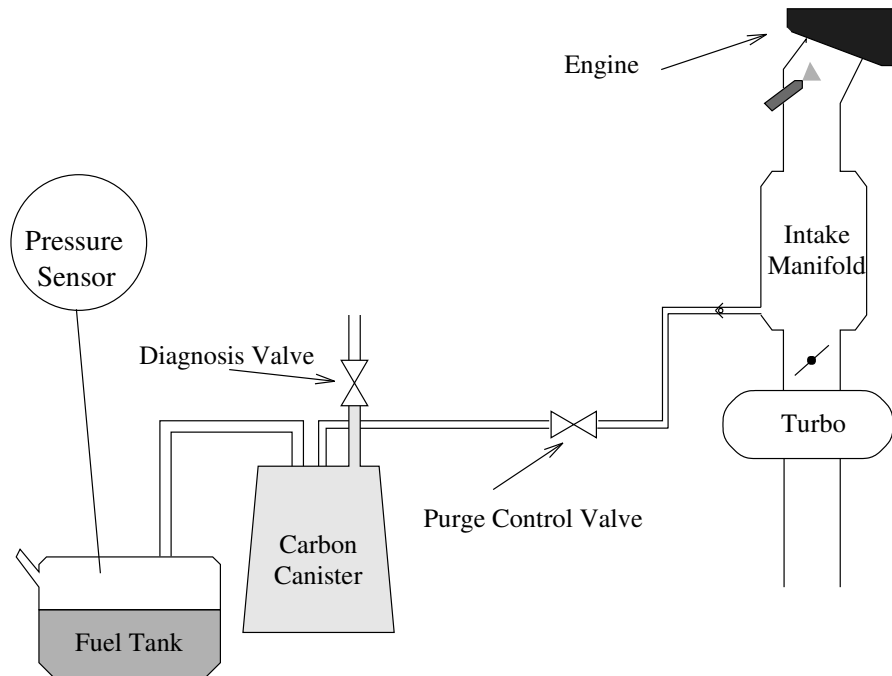 Engine
Pressure
Sensor
Intake
Manifold
Diagnosis Valve
Turbo
Purge Control Valve
Carbon
Canister
Fuel Tank